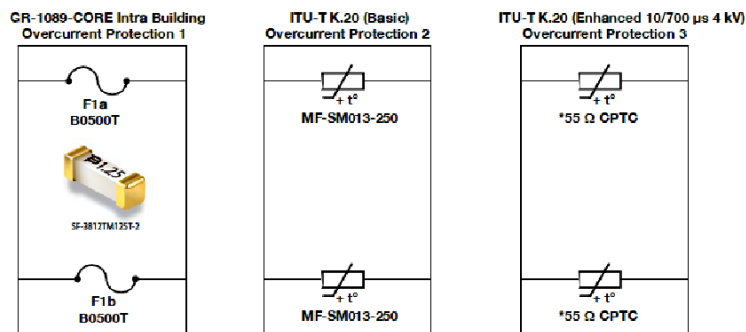 GR-1089-CORE Intra Building
Overcurrent Protection 1
F1a
B0500T
1.25
SF-3812TM125T-2
F1b
B0500T
ITU-T K.20 (Basic)
Overcurrent Protection 2
+ t°
MF-SM013-250
+ t°
MF-SM013-250
ITU-T K.20 (Enhanced 10/700 µs 4 kV)
Overcurrent Protection 3
+ t°
*55 Ω CPTC
+ t°
*55 Ω CPTC